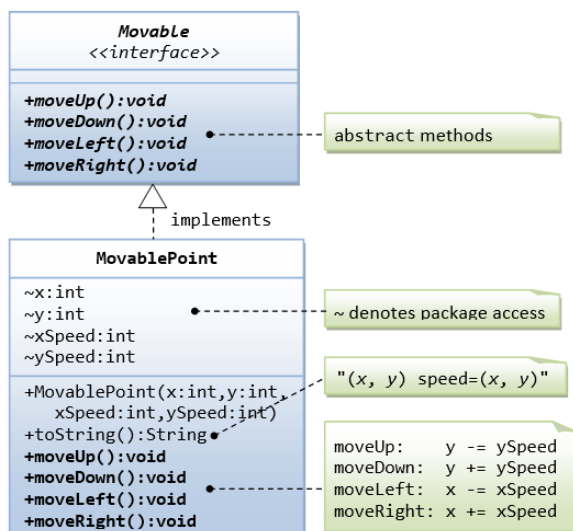 Movable
<<interface>>
+moveUp():void
+moveDown():void
+moveLeft():void
+moveRight():void
abstract methods
implements
MovablePoint
~x:int
~y:int
~xSpeed:int
~ySpeed:int
~ denotes package access
+MovablePoint(x:int,y:int,
xSpeed:int,ySpeed:int)
+toString():String
"(x, y) speed=(x, y)"
+moveUp():void
+moveDown():void
+moveLeft():void
+moveRight():void
moveUp: y -= ySpeed
moveDown: y += ySpeed
moveLeft: x -= xSpeed
moveRight: x += xSpeed